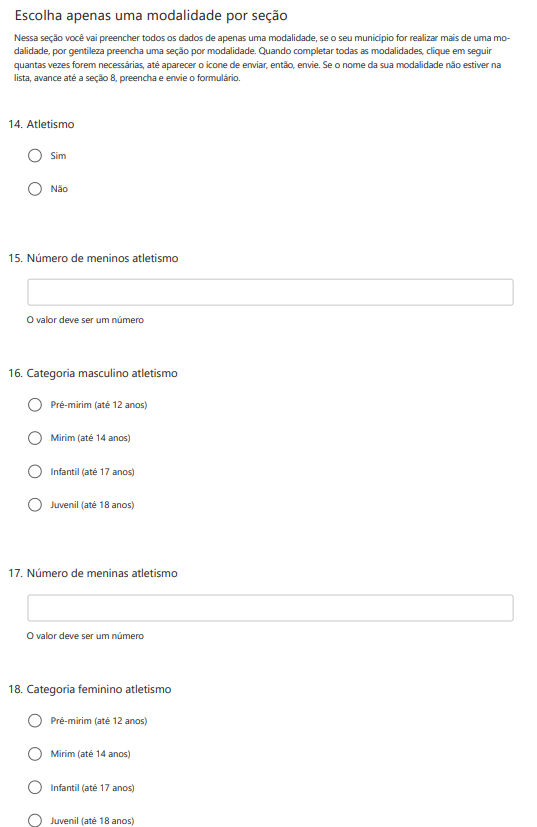 Escolha apenas uma modalidade por seção
Nessa seção você vai preencher todos os dados de apenas uma modalidade, se o seu município for realizar mais de uma mo-
dalidade, por gentileza preencha uma seção por modalidade. Quando completar todas as modalidades, clique em seguir
quantas vezes forem necessárias, até aparecer o ícone de enviar, então, envie. Se o nome da sua modalidade não estiver na
lista, avance até a seção 8, preencha e envie o formulário.
14. Atletismo
Sim
Não
15. Número de meninos atletismo
O valor deve ser um número
16. Categoria masculino atletismo
Pré-mirim (até 12 anos)
Mirim (até 14 anos)
Infantil (até 17 anos)
Juvenil (até 18 anos)
17. Número de meninas atletismo
O valor deve ser um número
18. Categoria feminino atletismo
Pré-mirim (até 12 anos)
Mirim (até 14 anos)
Infantil (até 17 anos)
Juvenil (até 18 anos)